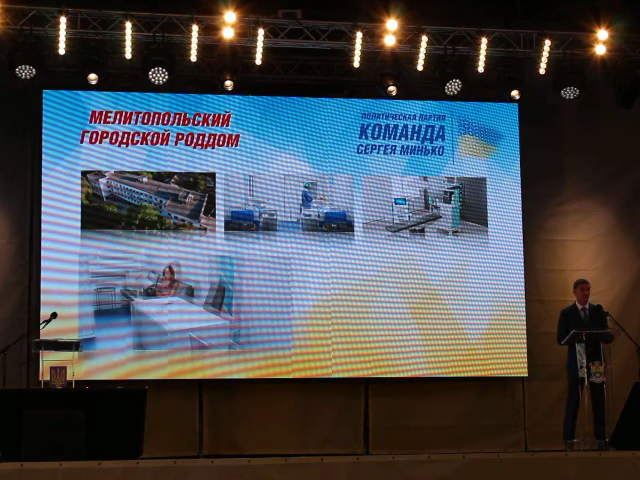 МЕЛИТОПОЛЬСКИЙ
ГОРОДСКОЙ РОДДОМ
ПОЛИТИЧЕСКАЯ ПАРТИЯ
КОМАНДА
СЕРГЕЯ МИНЬКО